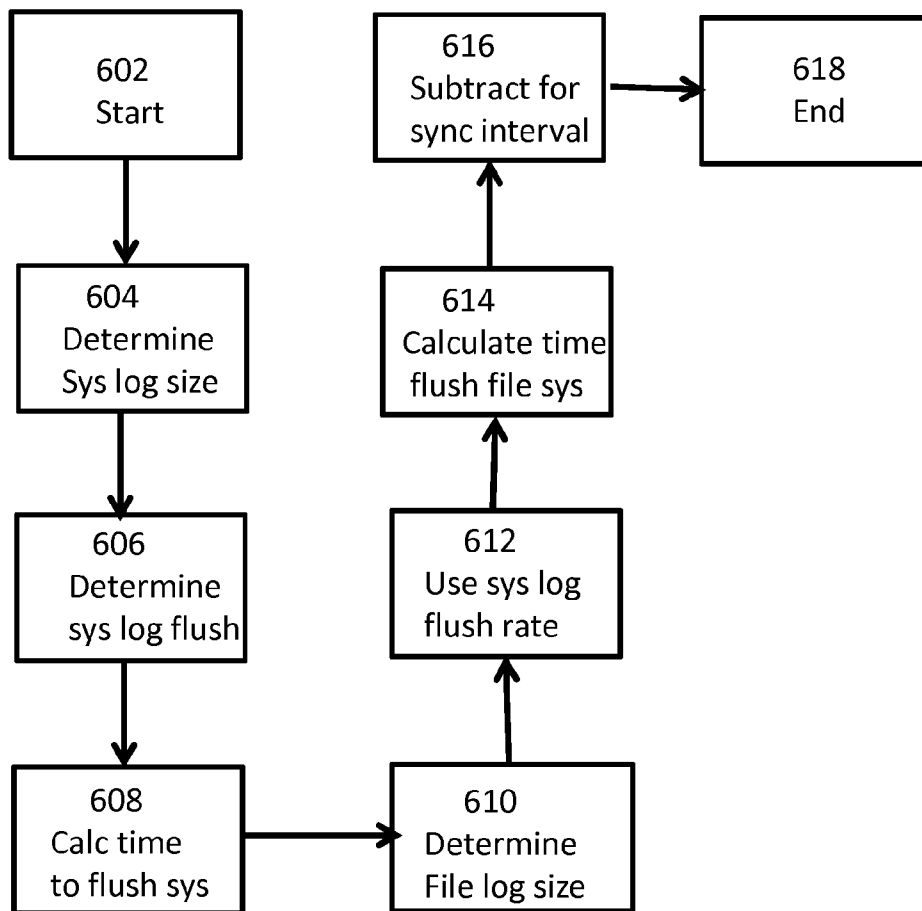 602
Start
604
Determine
Sys log size
606
Determine
sys log flush
608
Calc time
to flush sys
610
Determine
File log size
612
Use sys log
flush rate
614
Calculate time
flush file sys
616
Subtract for
sync interval
618
End